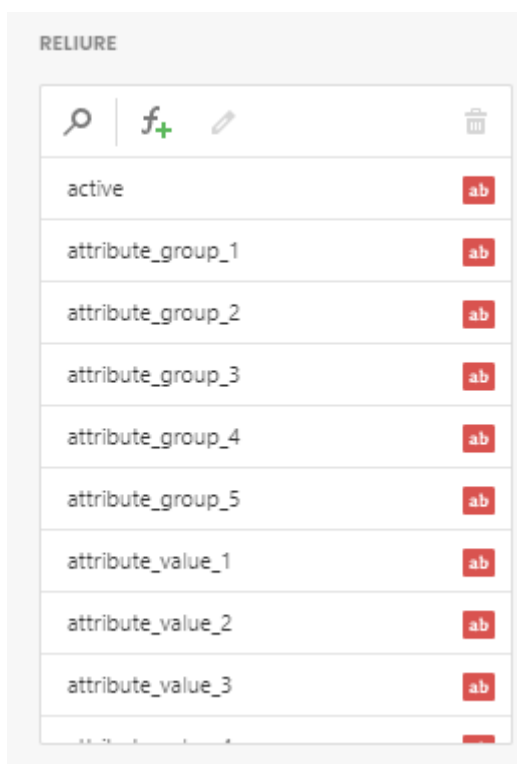 RELIURE
active ab
attribute_group_1 ab
attribute_group_2 ab
attribute_group_3 ab
attribute_group_4 ab
attribute_group_5 ab
attribute_value_1 ab
attribute_value_2 ab
attribute_value_3 ab